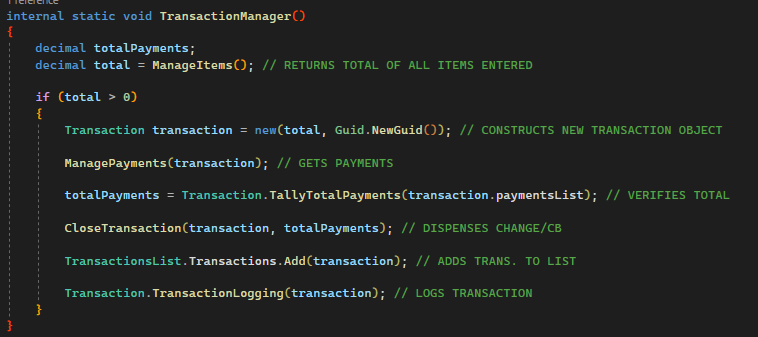 1 reference
internal static void TransactionManager()
{
decimal totalPayments;
decimal total = ManageItems(); // RETURNS TOTAL OF ALL ITEMS ENTERED
if (total > 0)
{
Transaction transaction = new(total, Guid.NewGuid()); // CONSTRUCTS NEW TRANSACTION OBJECT
ManagePayments(transaction); // GETS PAYMENTS
totalPayments = Transaction.TallyTotalPayments(transaction.paymentsList); // VERIFIES TOTAL
CloseTransaction(transaction, totalPayments); // DISPENSES CHANGE/CB
TransactionsList.Transactions.Add(transaction); // ADDS TRANS. TO LIST
Transaction.TransactionLogging(transaction); // LOGS TRANSACTION
}
}